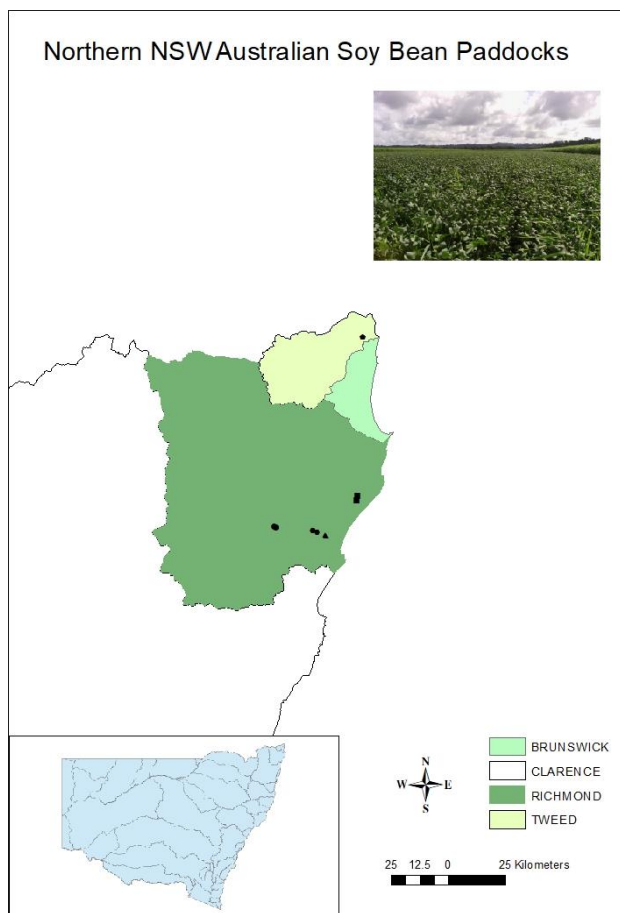 Northern NSW Australian Soy Bean Paddocks
N
W E
S
BRUNSWICK
CLARENCE
RICHMOND
TWEED
25 12.5 0 25 Kilometers